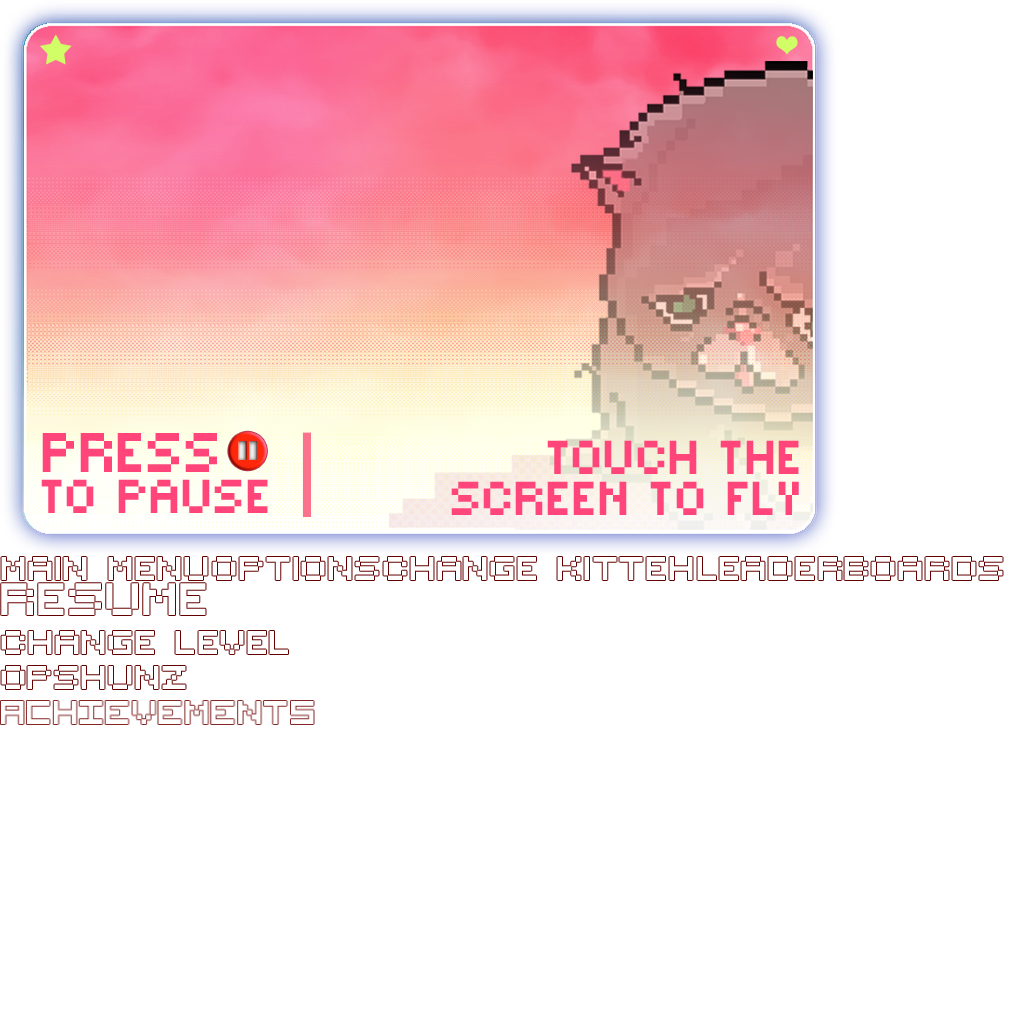 PRESS
TO PAUSE
TOUCH THE
SCREEN TO FLY
MAIN MENUOPTIONSCHANGE KITTEHLEADERBOARDS
RESUME
CHANGE LEVEL
OPSHUNZ
ACHIEVEMENTS